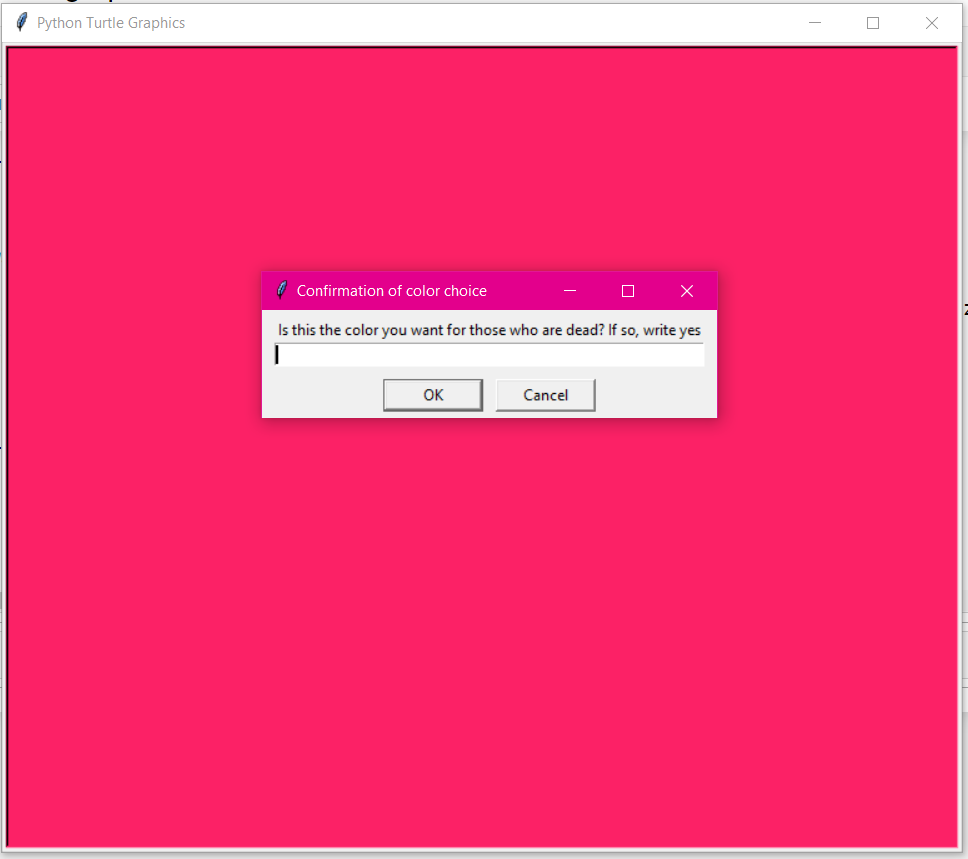 Python Turtle Graphics
Confirmation of color choice
Is this the color you want for those who are dead? If so, write yes
OK
Cancel